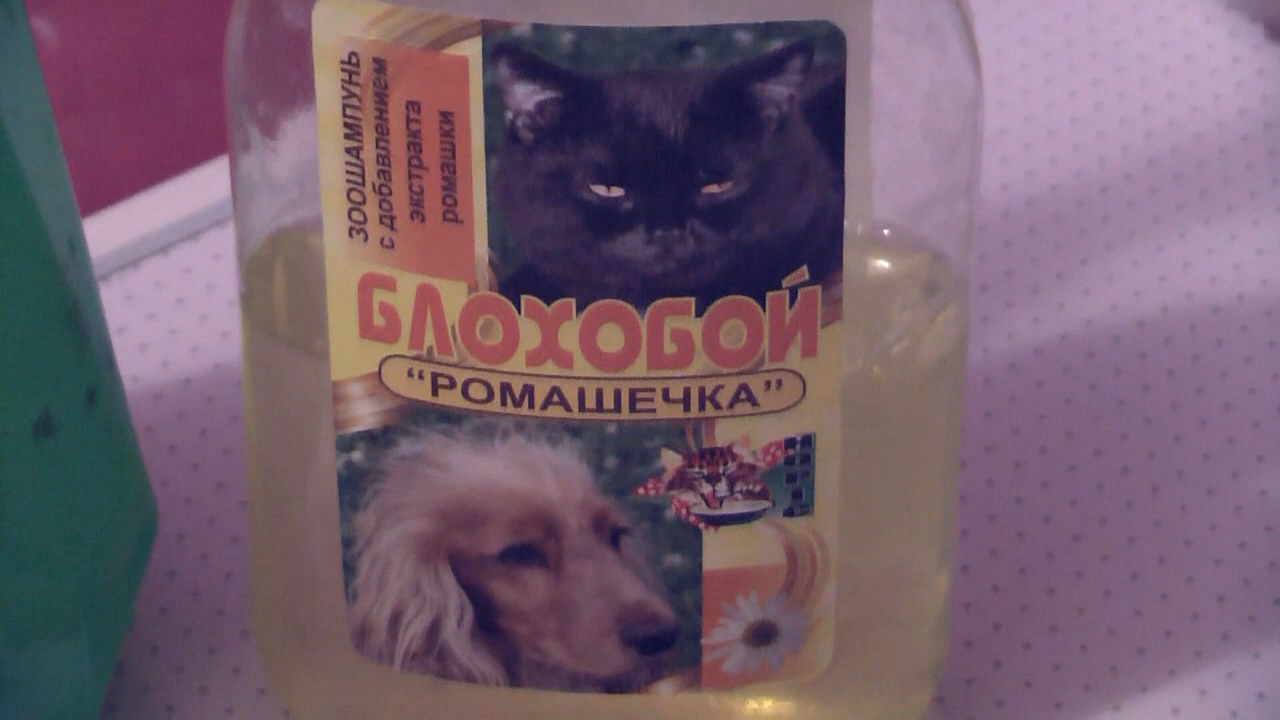 ЗООШАМПУНЬ
с добавлением
экстракта
ромашки
БЛОХОБОЙ
“РОМАШЕЧКА”